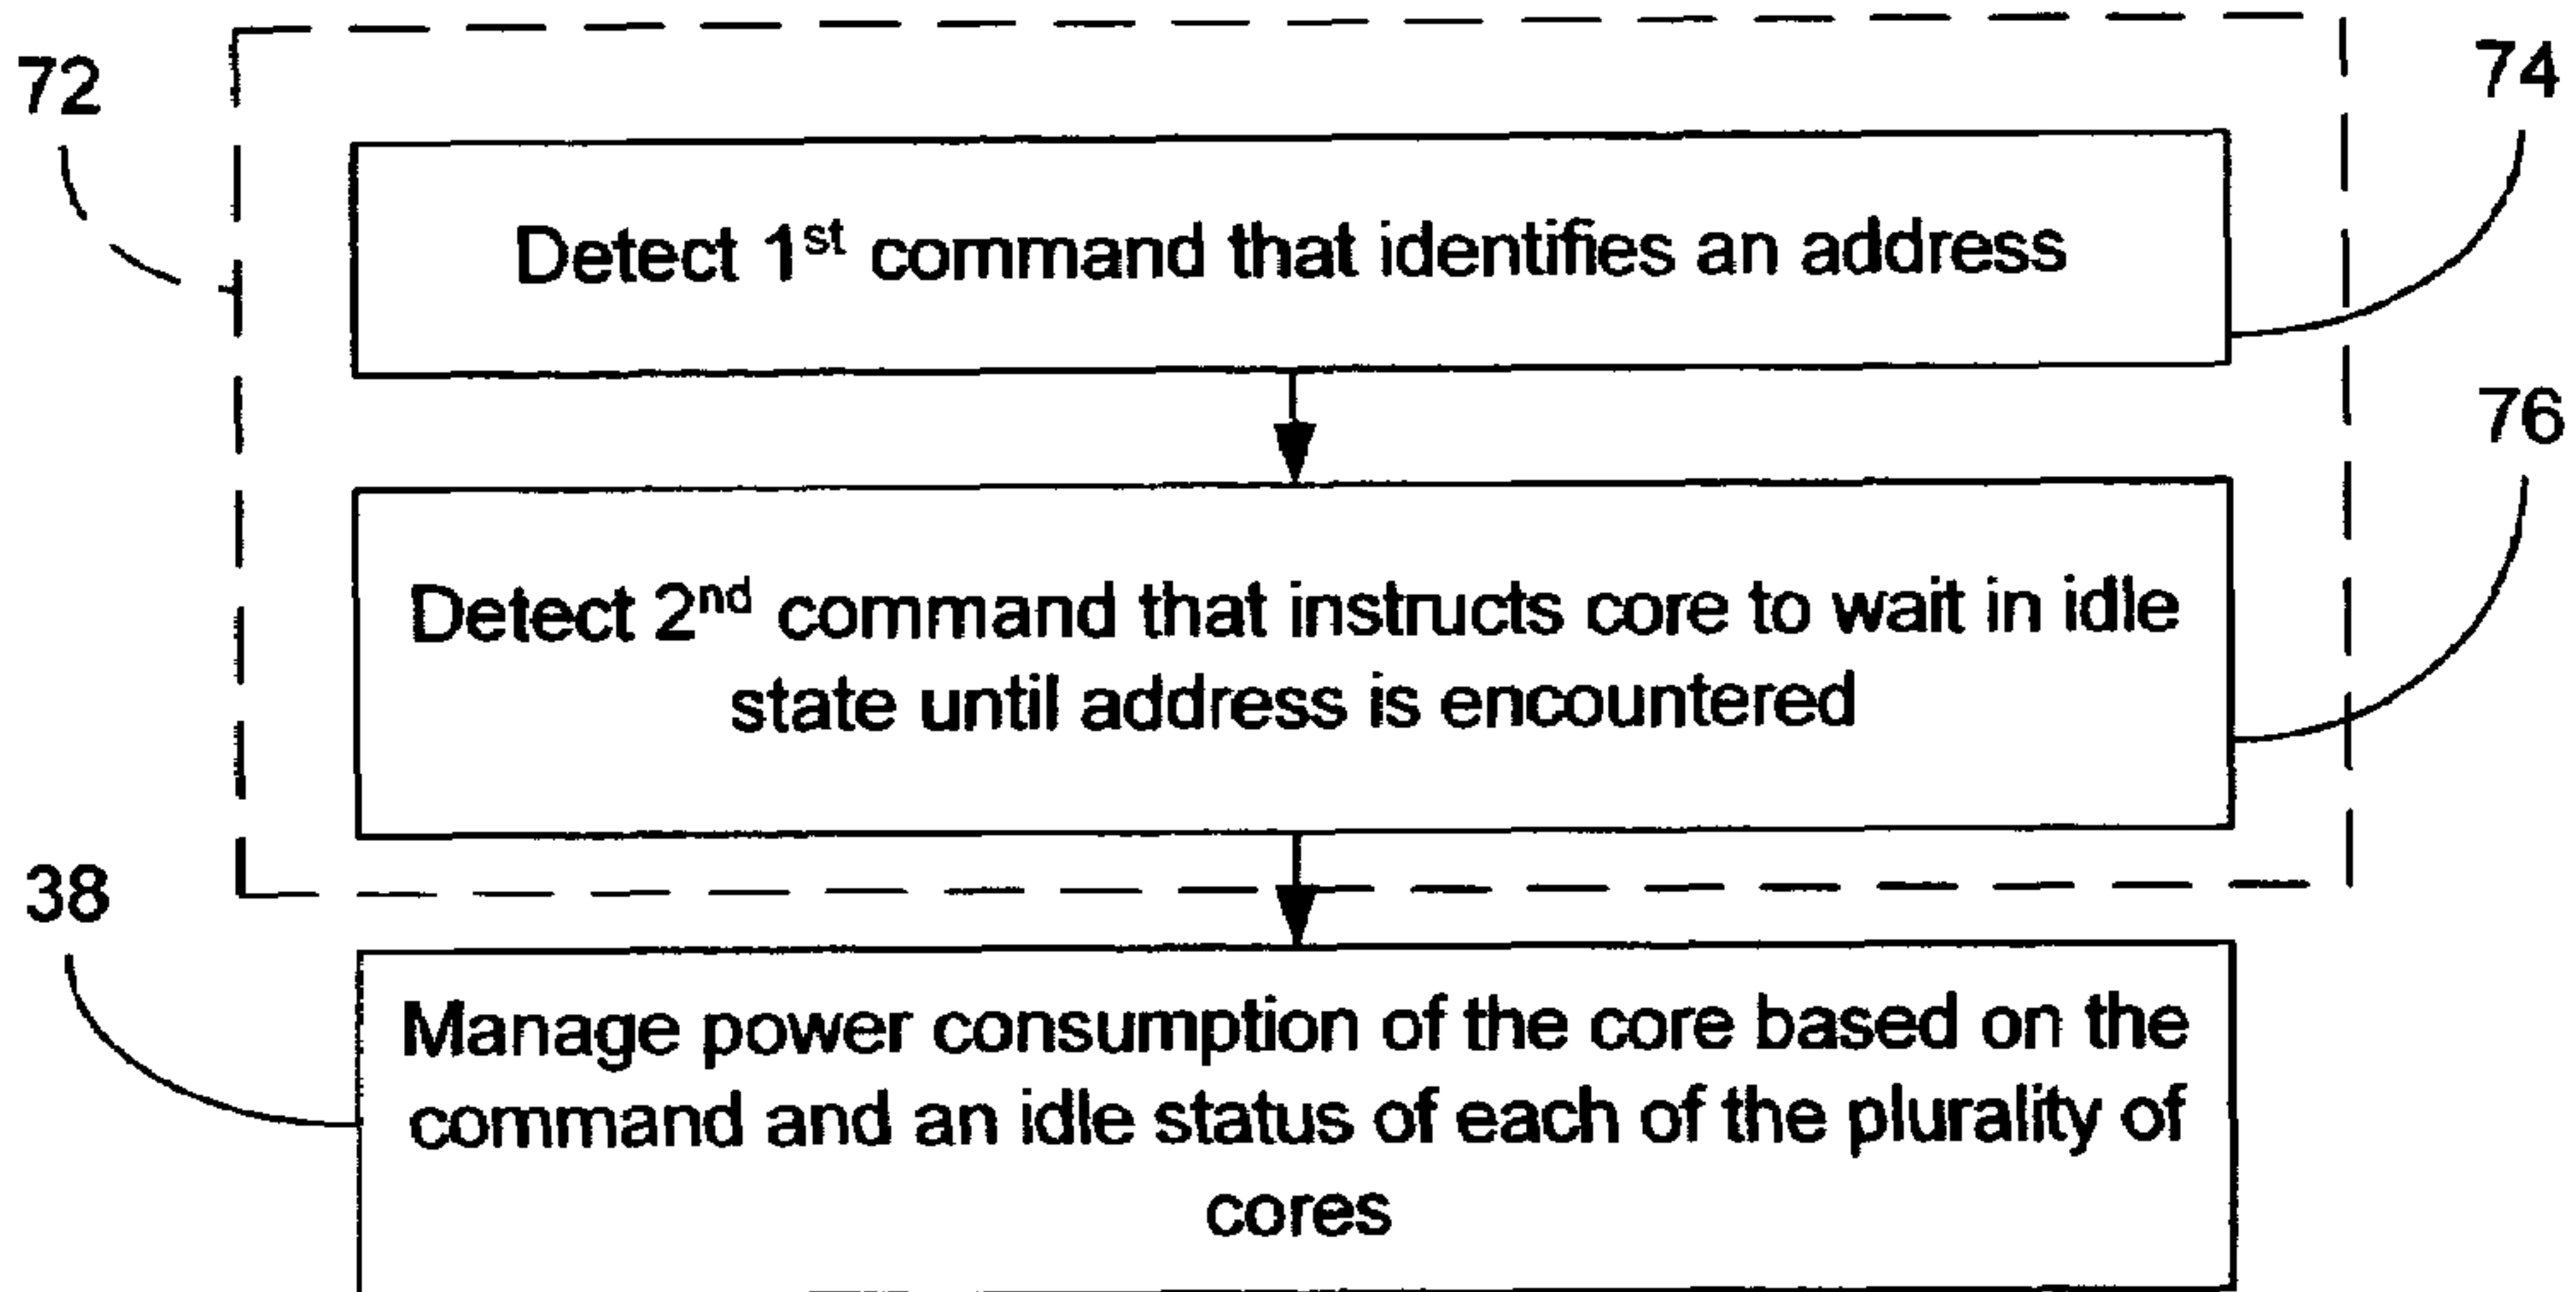 72
74
Detect 1st command that identifies an address
76
Detect 2nd command that instructs core to wait in idle
state until address is encountered
38
Manage power consumption of the core based on the
command and an idle status of each of the plurality of
cores